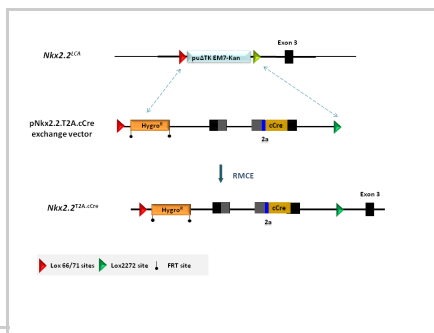 Exon 3
Nkx2.2^LCA
puΔTK EM7-Kan
pNkx2.2.T2A.cCre
exchange vector
Hygro^R
cCre
2a
RMCE
Exon 3
Nkx2.2^T2A.cCre
Hygro^R
cCre
2a
Lox 66/71 sites
Lox2272 site
FRT site